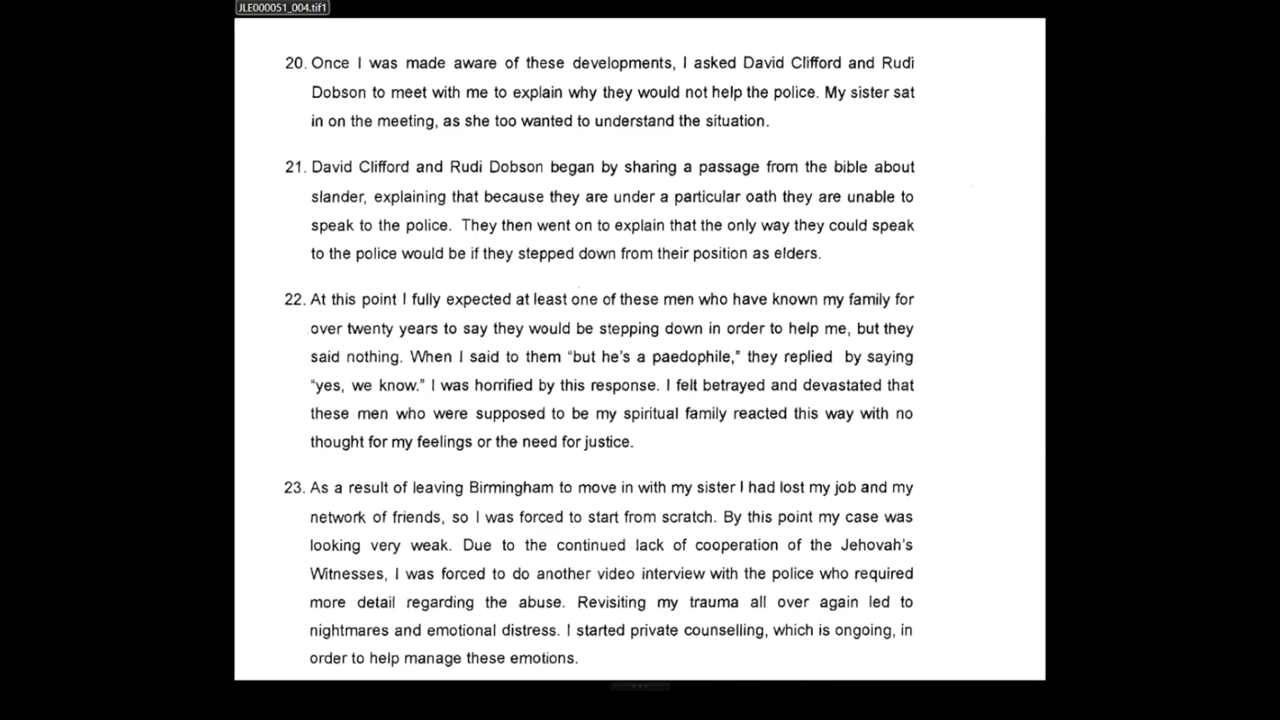 JLE000051_004.tif1
20. Once I was made aware of these developments, I asked David Clifford and Rudi
Dobson to meet with me to explain why they would not help the police. My sister sat
in on the meeting, as she too wanted to understand the situation.
21. David Clifford and Rudi Dobson began by sharing a passage from the bible about
slander, explaining that because they are under a particular oath they are unable to
speak to the police. They then went on to explain that the only way they could speak
to the police would be if they stepped down from their position as elders.
22. At this point I fully expected at least one of these men who have known my family for
over twenty years to say they would be stepping down in order to help me, but they
said nothing. When I said to them “but he’s a paedophile,” they replied by saying
“yes, we know.” I was horrified by this response. I felt betrayed and devastated that
these men who were supposed to be my spiritual family reacted this way with no
thought for my feelings or the need for justice.
23. As a result of leaving Birmingham to move in with my sister I had lost my job and my
network of friends, so I was forced to start from scratch. By this point my case was
looking very weak. Due to the continued lack of cooperation of the Jehovah’s
Witnesses, I was forced to do another video interview with the police who required
more detail regarding the abuse. Revisiting my trauma all over again led to
nightmares and emotional distress. I started private counselling, which is ongoing, in
order to help manage these emotions.